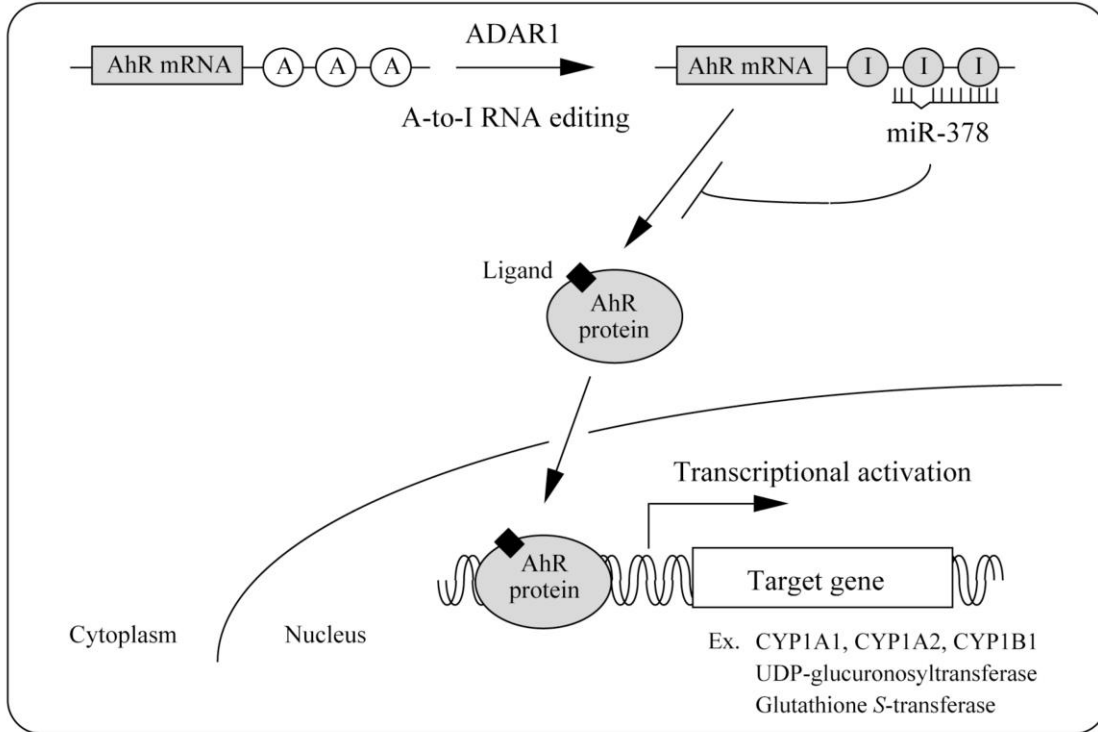 ADAR1
AhR mRNA A A A
AhR mRNA I I I
A-to-I RNA editing
miR-378
Ligand
AhR
protein
Transcriptional activation
AhR
protein
Target gene
Cytoplasm
Nucleus
Ex. CYP1A1, CYP1A2, CYP1B1
UDP-glucuronosyltransferase
Glutathione S-transferase